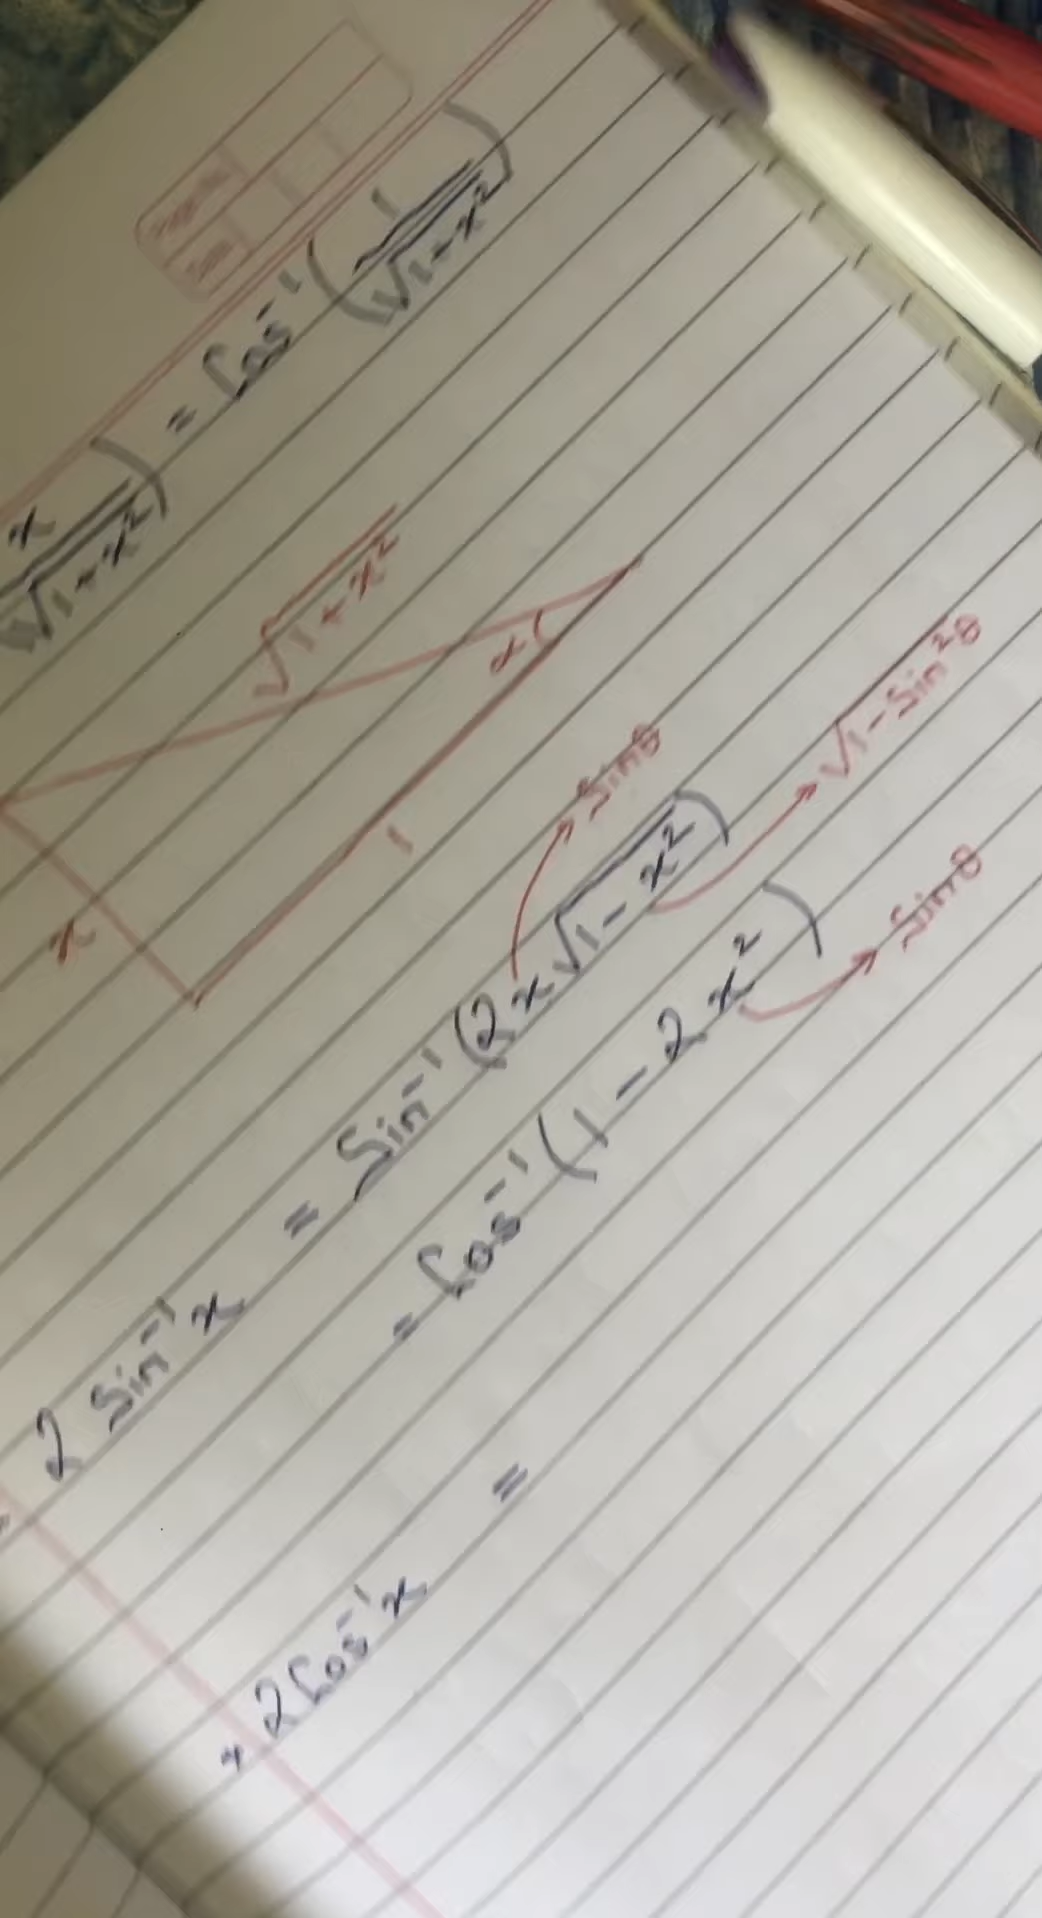 x/√1+x²) = Cos⁻¹(1/√1+x²)
√1+x²
α
x
1
Sinθ
√1-Sin²θ
2 Sin⁻¹x = Sin⁻¹(2x√1-x²)
= Cos⁻¹(1-2x²)
Sinθ
* 2Cos⁻¹x =